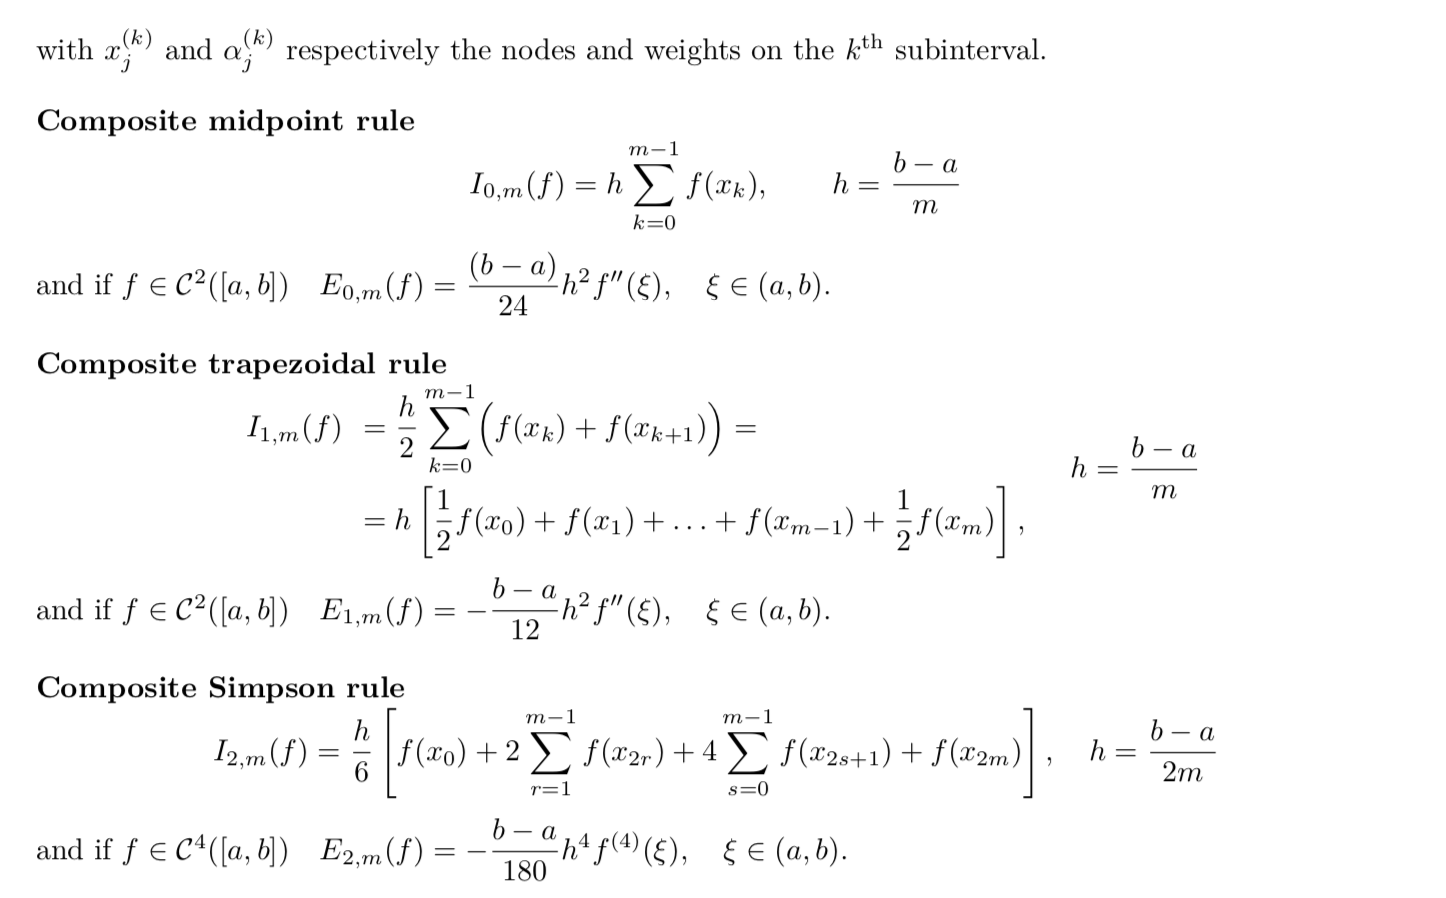 with $x_j^{(k)}$ and $\alpha_j^{(k)}$ respectively the nodes and weights on the $k^{\text{th}}$ subinterval.
Composite midpoint rule
$I_{0,m}(f) = h \sum_{k=0}^{m-1} f(x_k), \quad h = \frac{b-a}{m}$
and if $f \in \mathcal{C}^2([a,b])$ $E_{0,m}(f) = \frac{(b-a)}{24} h^2 f''(\xi), \quad \xi \in (a,b).$
Composite trapezoidal rule
$I_{1,m}(f) = \frac{h}{2} \sum_{k=0}^{m-1} \Big( f(x_k) + f(x_{k+1}) \Big) =$
$= h \left[ \frac{1}{2} f(x_0) + f(x_1) + \ldots + f(x_{m-1}) + \frac{1}{2} f(x_m) \right], \quad h = \frac{b-a}{m}$
and if $f \in \mathcal{C}^2([a,b])$ $E_{1,m}(f) = -\frac{b-a}{12} h^2 f''(\xi), \quad \xi \in (a,b).$
Composite Simpson rule
$I_{2,m}(f) = \frac{h}{6} \left[ f(x_0) + 2 \sum_{r=1}^{m-1} f(x_{2r}) + 4 \sum_{s=0}^{m-1} f(x_{2s+1}) + f(x_{2m}) \right], \quad h = \frac{b-a}{2m}$
and if $f \in \mathcal{C}^4([a,b])$ $E_{2,m}(f) = -\frac{b-a}{180} h^4 f^{(4)}(\xi), \quad \xi \in (a,b).$